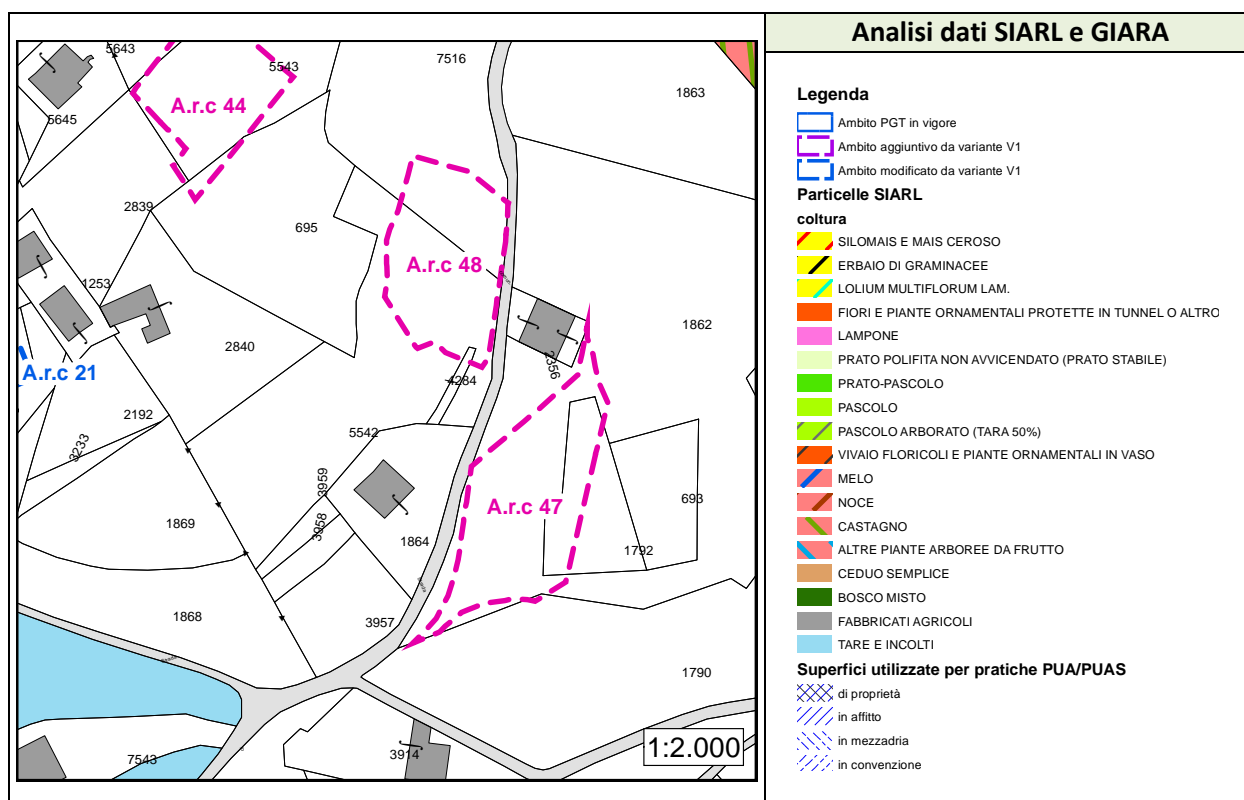 Analisi dati SIARL e GIARA
5643
5543
7516
1863
A.r.c 44
5645
2839
695
A.r.c 48
1253
1862
2840
2356
A.r.c 21
4284
2192
3233
5542
3959
693
A.r.c 47
3958
1869
1864
1792
1868
3957
1790
7543
3914
1:2.000
Legenda
Ambito PGT in vigore
Ambito aggiuntivo da variante V1
Ambito modificato da variante V1
Particelle SIARL
coltura
SILOMAIS E MAIS CEROSO
ERBAIO DI GRAMINACEE
LOLIUM MULTIFLORUM LAM.
FIORI E PIANTE ORNAMENTALI PROTETTE IN TUNNEL O ALTRO
LAMPONE
PRATO POLIFITA NON AVVICENDATO (PRATO STABILE)
PRATO-PASCOLO
PASCOLO
PASCOLO ARBORATO (TARA 50%)
VIVAIO FLORICOLI E PIANTE ORNAMENTALI IN VASO
MELO
NOCE
CASTAGNO
ALTRE PIANTE ARBOREE DA FRUTTO
CEDUO SEMPLICE
BOSCO MISTO
FABBRICATI AGRICOLI
TARE E INCOLTI
Superfici utilizzate per pratiche PUA/PUAS
di proprietà
in affitto
in mezzadria
in convenzione